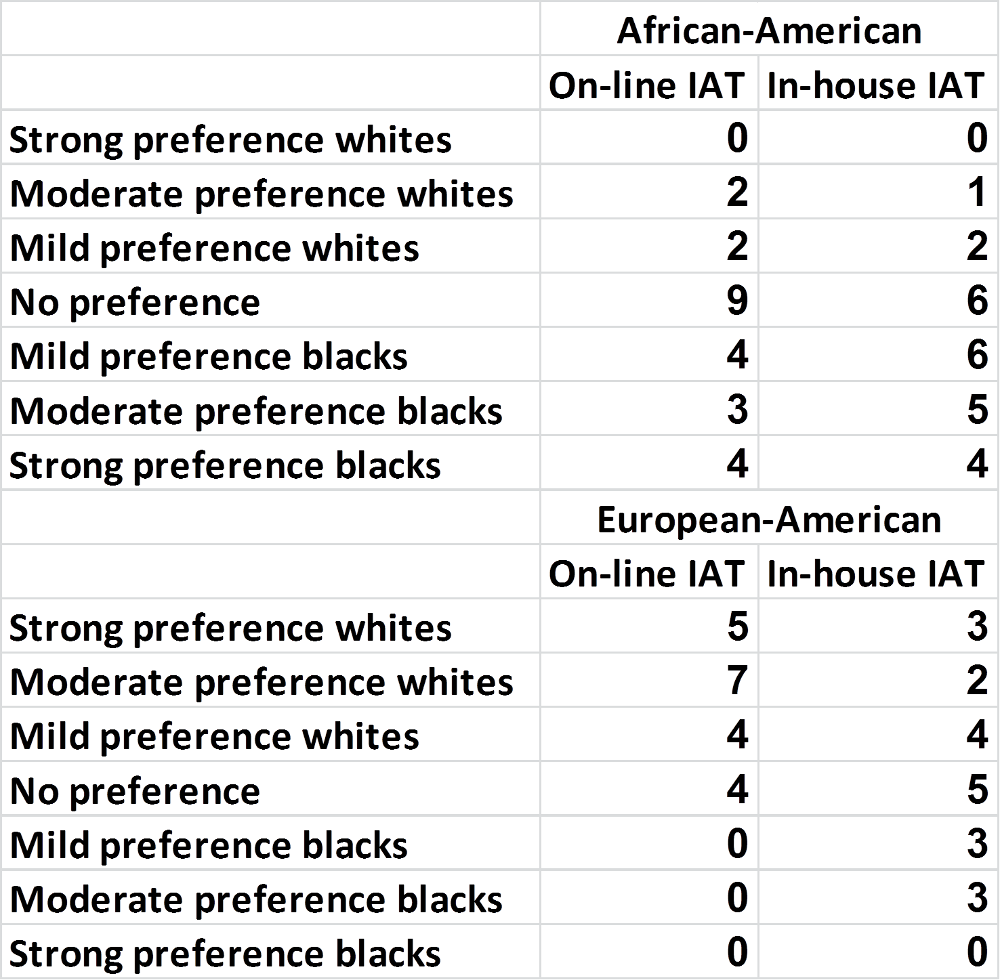 African-American
On-line IAT In-house IAT
Strong preference whites 0 0
Moderate preference whites 2 1
Mild preference whites 2 2
No preference 9 6
Mild preference blacks 4 6
Moderate preference blacks 3 5
Strong preference blacks 4 4
European-American
On-line IAT In-house IAT
Strong preference whites 5 3
Moderate preference whites 7 2
Mild preference whites 4 4
No preference 4 5
Mild preference blacks 0 3
Moderate preference blacks 0 3
Strong preference blacks 0 0